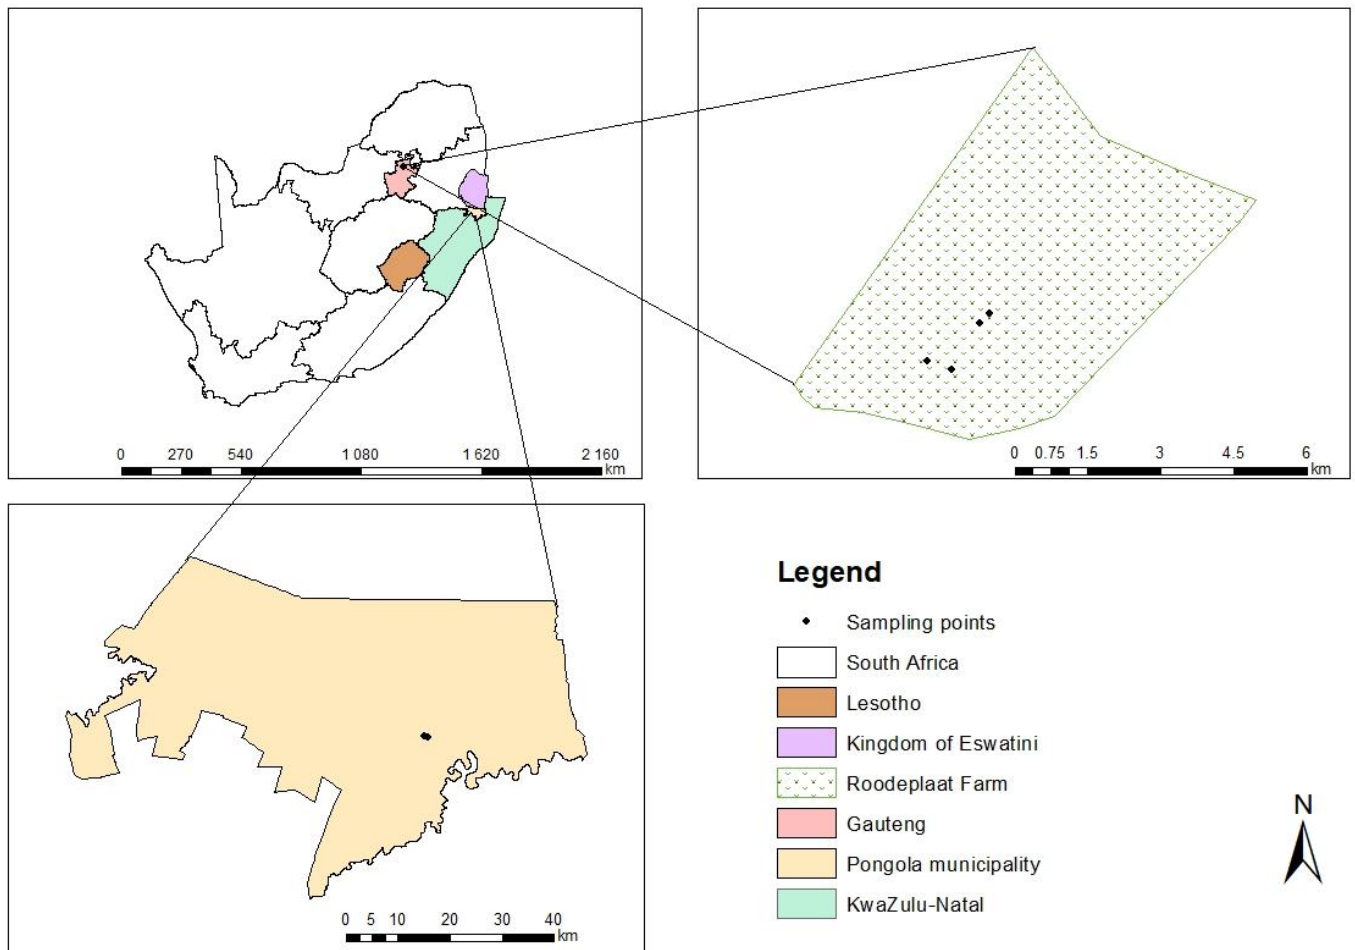 0 270 540 1 080 1 620 2 160
km
0 0.75 1.5 3 4.5 6
km
0 5 10 20 30 40
km
Legend
Sampling points
South Africa
Lesotho
Kingdom of Eswatini
Roodeplaat Farm
Gauteng
Pongola municipality
KwaZulu-Natal
N